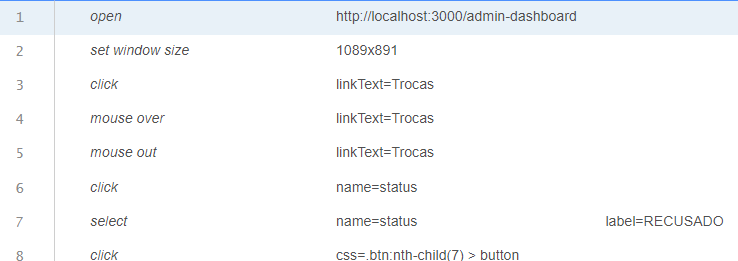 1 open http://localhost:3000/admin-dashboard
2 set window size 1089x891
3 click linkText=Trocas
4 mouse over linkText=Trocas
5 mouse out linkText=Trocas
6 click name=status
7 select name=status label=RECUSADO
8 click css=.btn:nth-child(7) > button